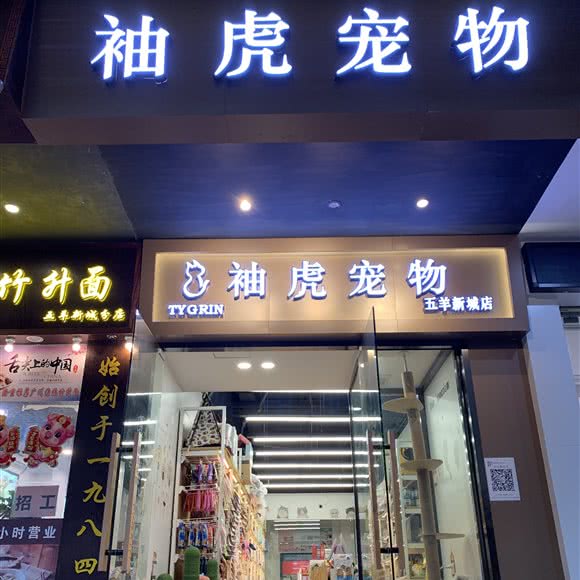 袖虎宠物
袖虎宠物
TYGRIN
五羊新城店
竹升面
五羊新城分店
舌尖上的中国
始创于一九八四
招工
小时营业